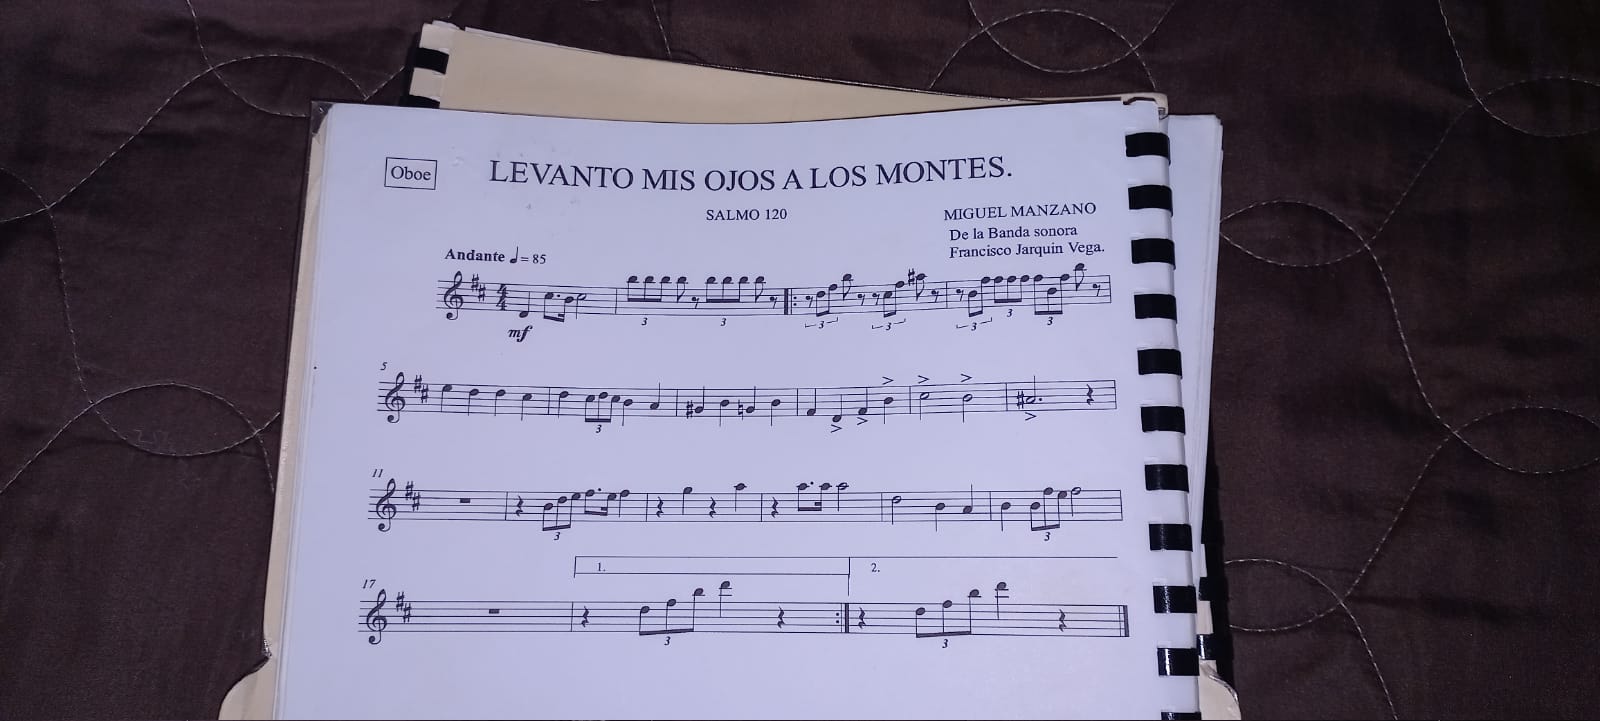 Oboe
LEVANTO MIS OJOS A LOS MONTES.
SALMO 120
MIGUEL MANZANO
De la Banda sonora
Francisco Jarquin Vega.
Andante ♩= 85
4
4
mf
3 3 3 3 3 3 3
5
3
11
3 3
1. 2.
17
3 3